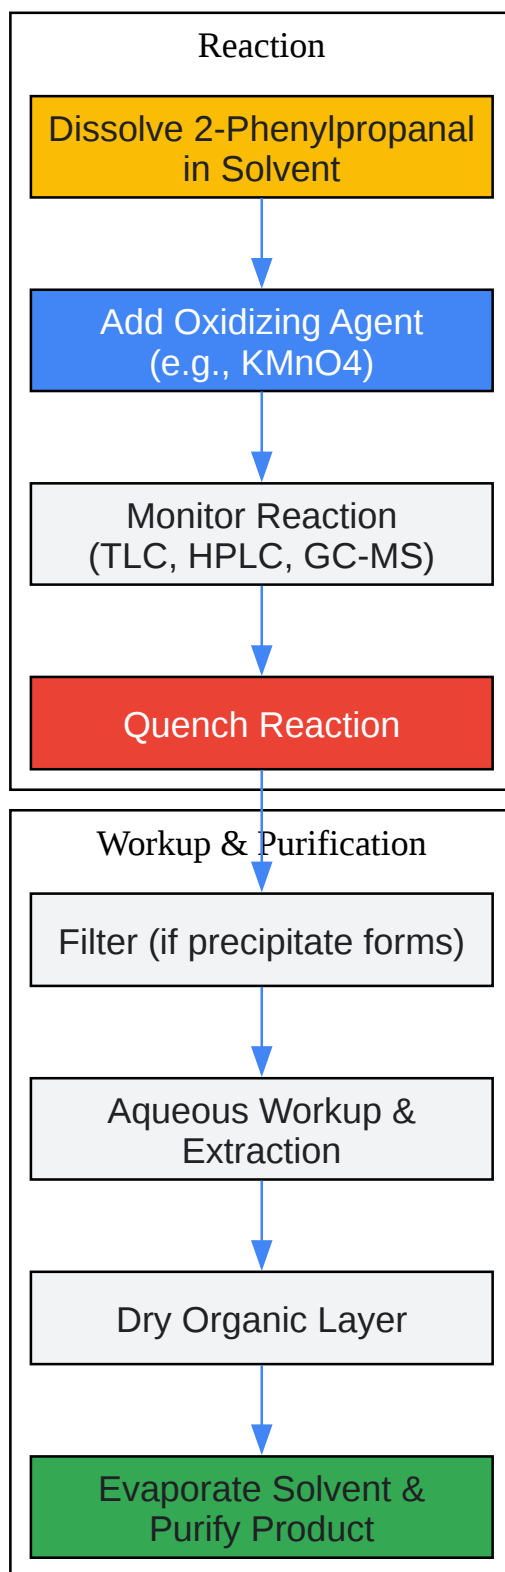 Reaction
Dissolve 2-Phenylpropanal
in Solvent
Add Oxidizing Agent
(e.g., KMnO4)
Monitor Reaction
(TLC, HPLC, GC-MS)
Quench Reaction
Workup & Purification
Filter (if precipitate forms)
Aqueous Workup &
Extraction
Dry Organic Layer
Evaporate Solvent &
Purify Product